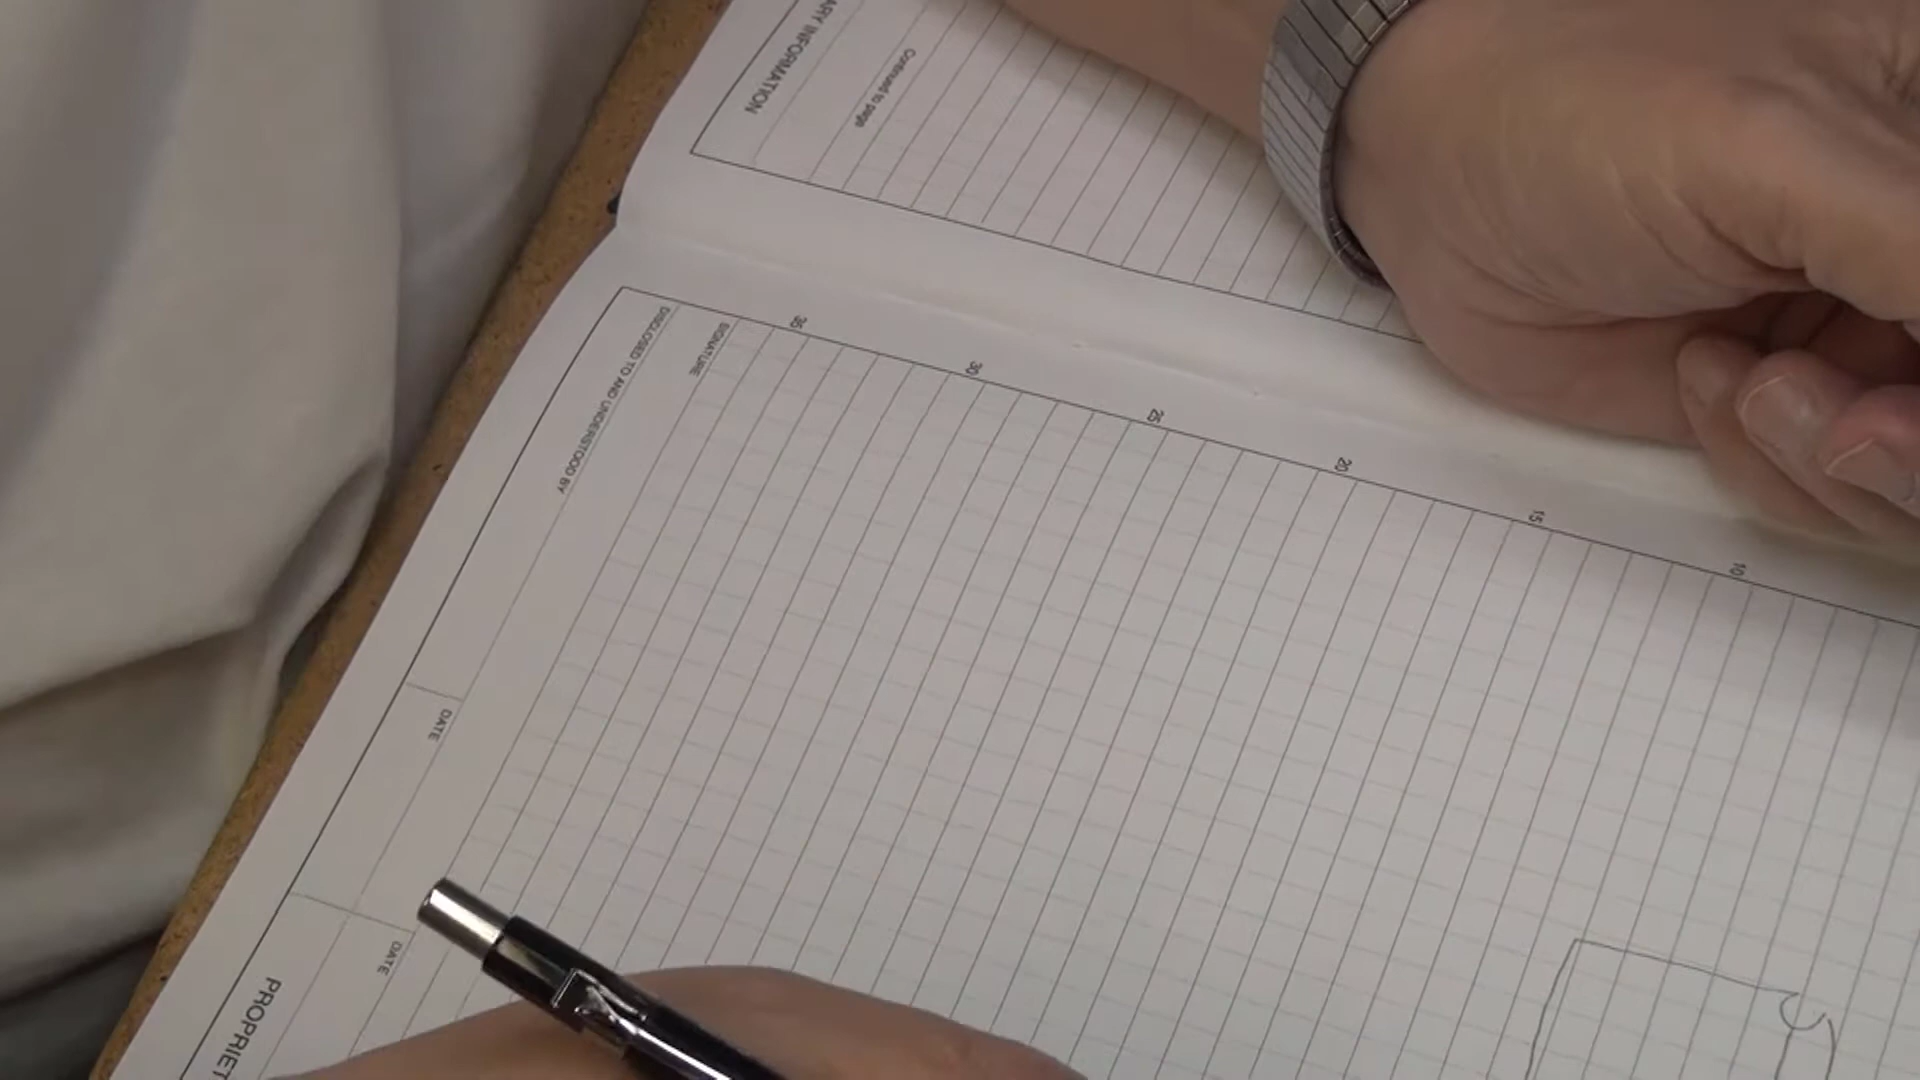 ARY INFORMATION
Continued to page
10
15
20
25
30
35
SIGNATURE
DISCLOSED TO AND UNDERSTOOD BY
DATE
DATE
PROPRIET